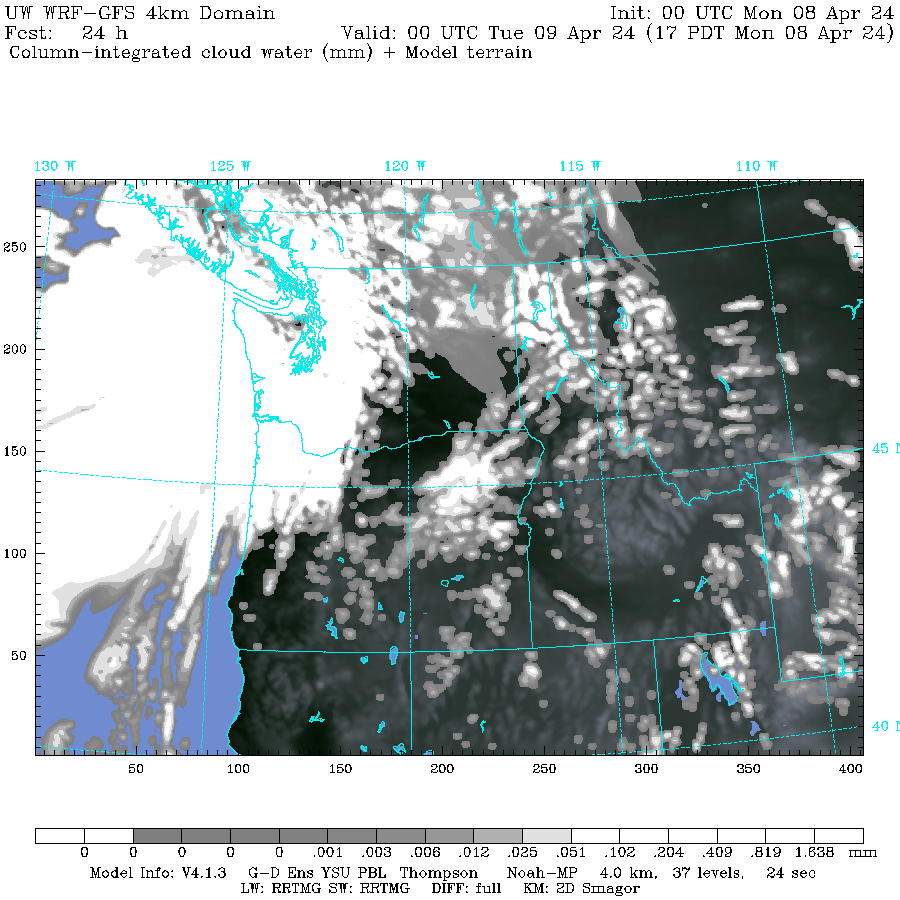 UW WRF-GFS 4km Domain Init: 00 UTC Mon 08 Apr 24
Fcst: 24 h Valid: 00 UTC Tue 09 Apr 24 (17 PDT Mon 08 Apr 24)
Column-integrated cloud water (mm) + Model terrain
130 W 125 W 120 W 115 W 110 W
250
200
150 45 N
100
50
40 N
50 100 150 200 250 300 350 400
0 0 0 0 0 .001 .003 .006 .012 .025 .051 .102 .204 .409 .819 1.638 mm
Model Info: V4.1.3 G-D Ens YSU PBL Thompson Noah-MP 4.0 km, 37 levels, 24 sec
LW: RRTMG SW: RRTMG DIFF: full KM: 2D Smagor